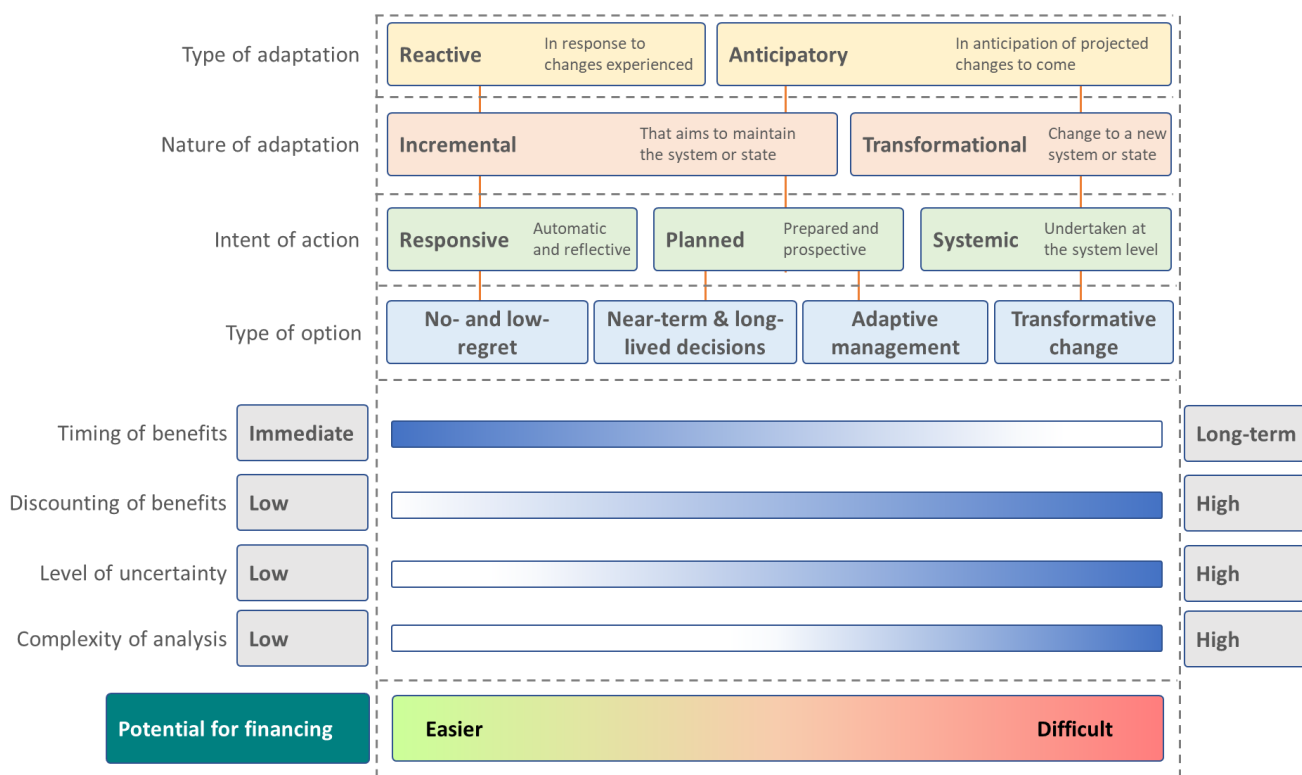 Type of adaptation
Reactive
In response to
changes experienced
Anticipatory
In anticipation of projected
changes to come
Nature of adaptation
Incremental
That aims to maintain
the system or state
Transformational
Change to a new
system or state
Intent of action
Responsive
Automatic
and reflective
Planned
Prepared and
prospective
Systemic
Undertaken at
the system level
Type of option
No- and low-
regret
Near-term & long-
lived decisions
Adaptive
management
Transformative
change
Timing of benefits
Immediate
Long-term
Discounting of benefits
Low
High
Level of uncertainty
Low
High
Complexity of analysis
Low
High
Potential for financing
Easier
Difficult